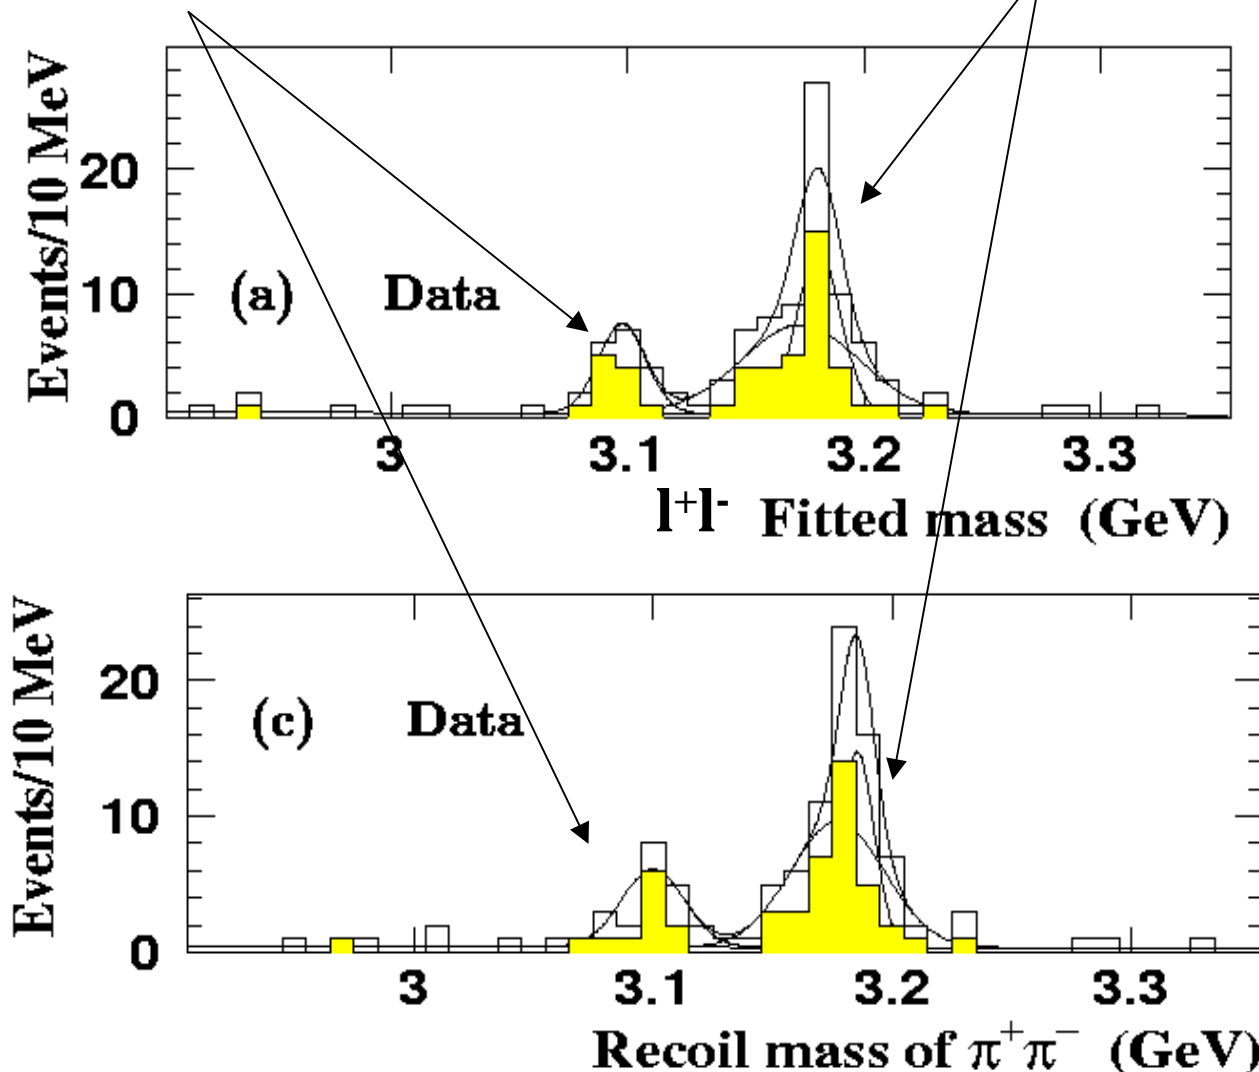 Events/10 MeV
20
10
0
(a) Data
3 3.1 3.2 3.3
l⁺l⁻ Fitted mass (GeV)
Events/10 MeV
20
10
0
(c) Data
3 3.1 3.2 3.3
Recoil mass of π⁺π⁻ (GeV)